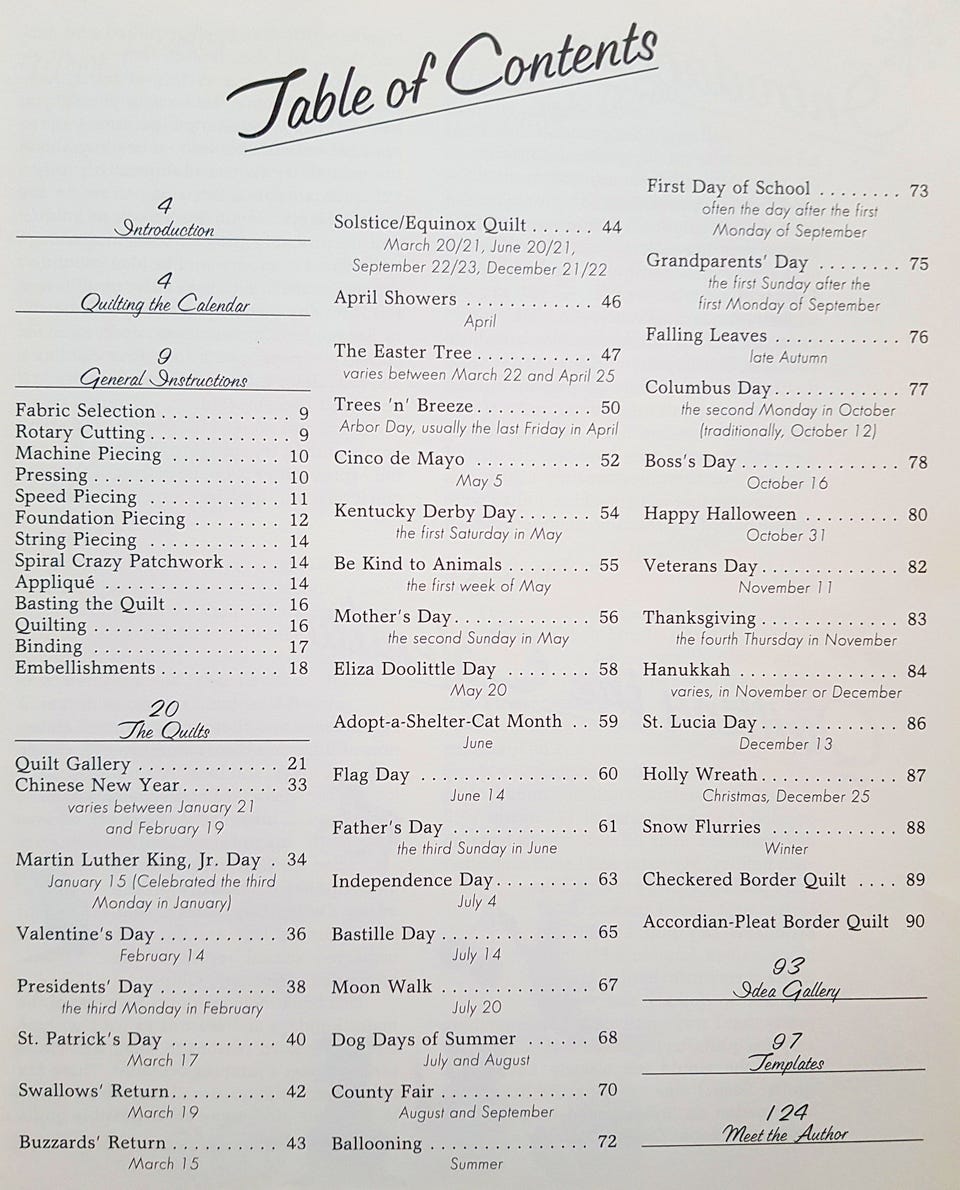 Table of Contents
4
Introduction
4
Quilting the Calendar
9
General Instructions
Fabric Selection . . . . . . . . . . . . 9
Rotary Cutting . . . . . . . . . . . . . 9
Machine Piecing . . . . . . . . . . 10
Pressing . . . . . . . . . . . . . . . . . 10
Speed Piecing . . . . . . . . . . . . 11
Foundation Piecing . . . . . . . . 12
String Piecing . . . . . . . . . . . . 14
Spiral Crazy Patchwork . . . . . 14
Appliqué . . . . . . . . . . . . . . . . 14
Basting the Quilt . . . . . . . . . . 16
Quilting . . . . . . . . . . . . . . . . . 16
Binding . . . . . . . . . . . . . . . . . 17
Embellishments . . . . . . . . . . . 18
20
The Quilts
Quilt Gallery . . . . . . . . . . . . . 21
Chinese New Year . . . . . . . . . 33
varies between January 21
and February 19
Martin Luther King, Jr. Day . 34
January 15 (Celebrated the third
Monday in January)
Valentine's Day . . . . . . . . . . . 36
February 14
Presidents' Day . . . . . . . . . . . 38
the third Monday in February
St. Patrick's Day . . . . . . . . . . 40
March 17
Swallows' Return . . . . . . . . . . 42
March 19
Buzzards' Return . . . . . . . . . . 43
March 15
Solstice/Equinox Quilt . . . . . . 44
March 20/21, June 20/21,
September 22/23, December 21/22
April Showers . . . . . . . . . . . . 46
April
The Easter Tree . . . . . . . . . . . 47
varies between March 22 and April 25
Trees 'n' Breeze . . . . . . . . . . . 50
Arbor Day, usually the last Friday in April
Cinco de Mayo . . . . . . . . . . . 52
May 5
Kentucky Derby Day . . . . . . . 54
the first Saturday in May
Be Kind to Animals . . . . . . . . 55
the first week of May
Mother's Day . . . . . . . . . . . . . 56
the second Sunday in May
Eliza Doolittle Day . . . . . . . . 58
May 20
Adopt-a-Shelter-Cat Month . . 59
June
Flag Day . . . . . . . . . . . . . . . . 60
June 14
Father's Day . . . . . . . . . . . . . 61
the third Sunday in June
Independence Day . . . . . . . . . 63
July 4
Bastille Day . . . . . . . . . . . . . . 65
July 14
Moon Walk . . . . . . . . . . . . . . 67
July 20
Dog Days of Summer . . . . . . 68
July and August
County Fair . . . . . . . . . . . . . . 70
August and September
Ballooning . . . . . . . . . . . . . . . 72
Summer
First Day of School . . . . . . . . 73
often the day after the first
Monday of September
Grandparents' Day . . . . . . . . 75
the first Sunday after the
first Monday of September
Falling Leaves . . . . . . . . . . . . 76
late Autumn
Columbus Day . . . . . . . . . . . . 77
the second Monday in October
(traditionally, October 12)
Boss's Day . . . . . . . . . . . . . . . 78
October 16
Happy Halloween . . . . . . . . . 80
October 31
Veterans Day . . . . . . . . . . . . . 82
November 11
Thanksgiving . . . . . . . . . . . . . 83
the fourth Thursday in November
Hanukkah . . . . . . . . . . . . . . . 84
varies, in November or December
St. Lucia Day . . . . . . . . . . . . . 86
December 13
Holly Wreath . . . . . . . . . . . . . 87
Christmas, December 25
Snow Flurries . . . . . . . . . . . . 88
Winter
Checkered Border Quilt . . . . 89
Accordian-Pleat Border Quilt 90
93
Idea Gallery
97
Templates
124
Meet the Author